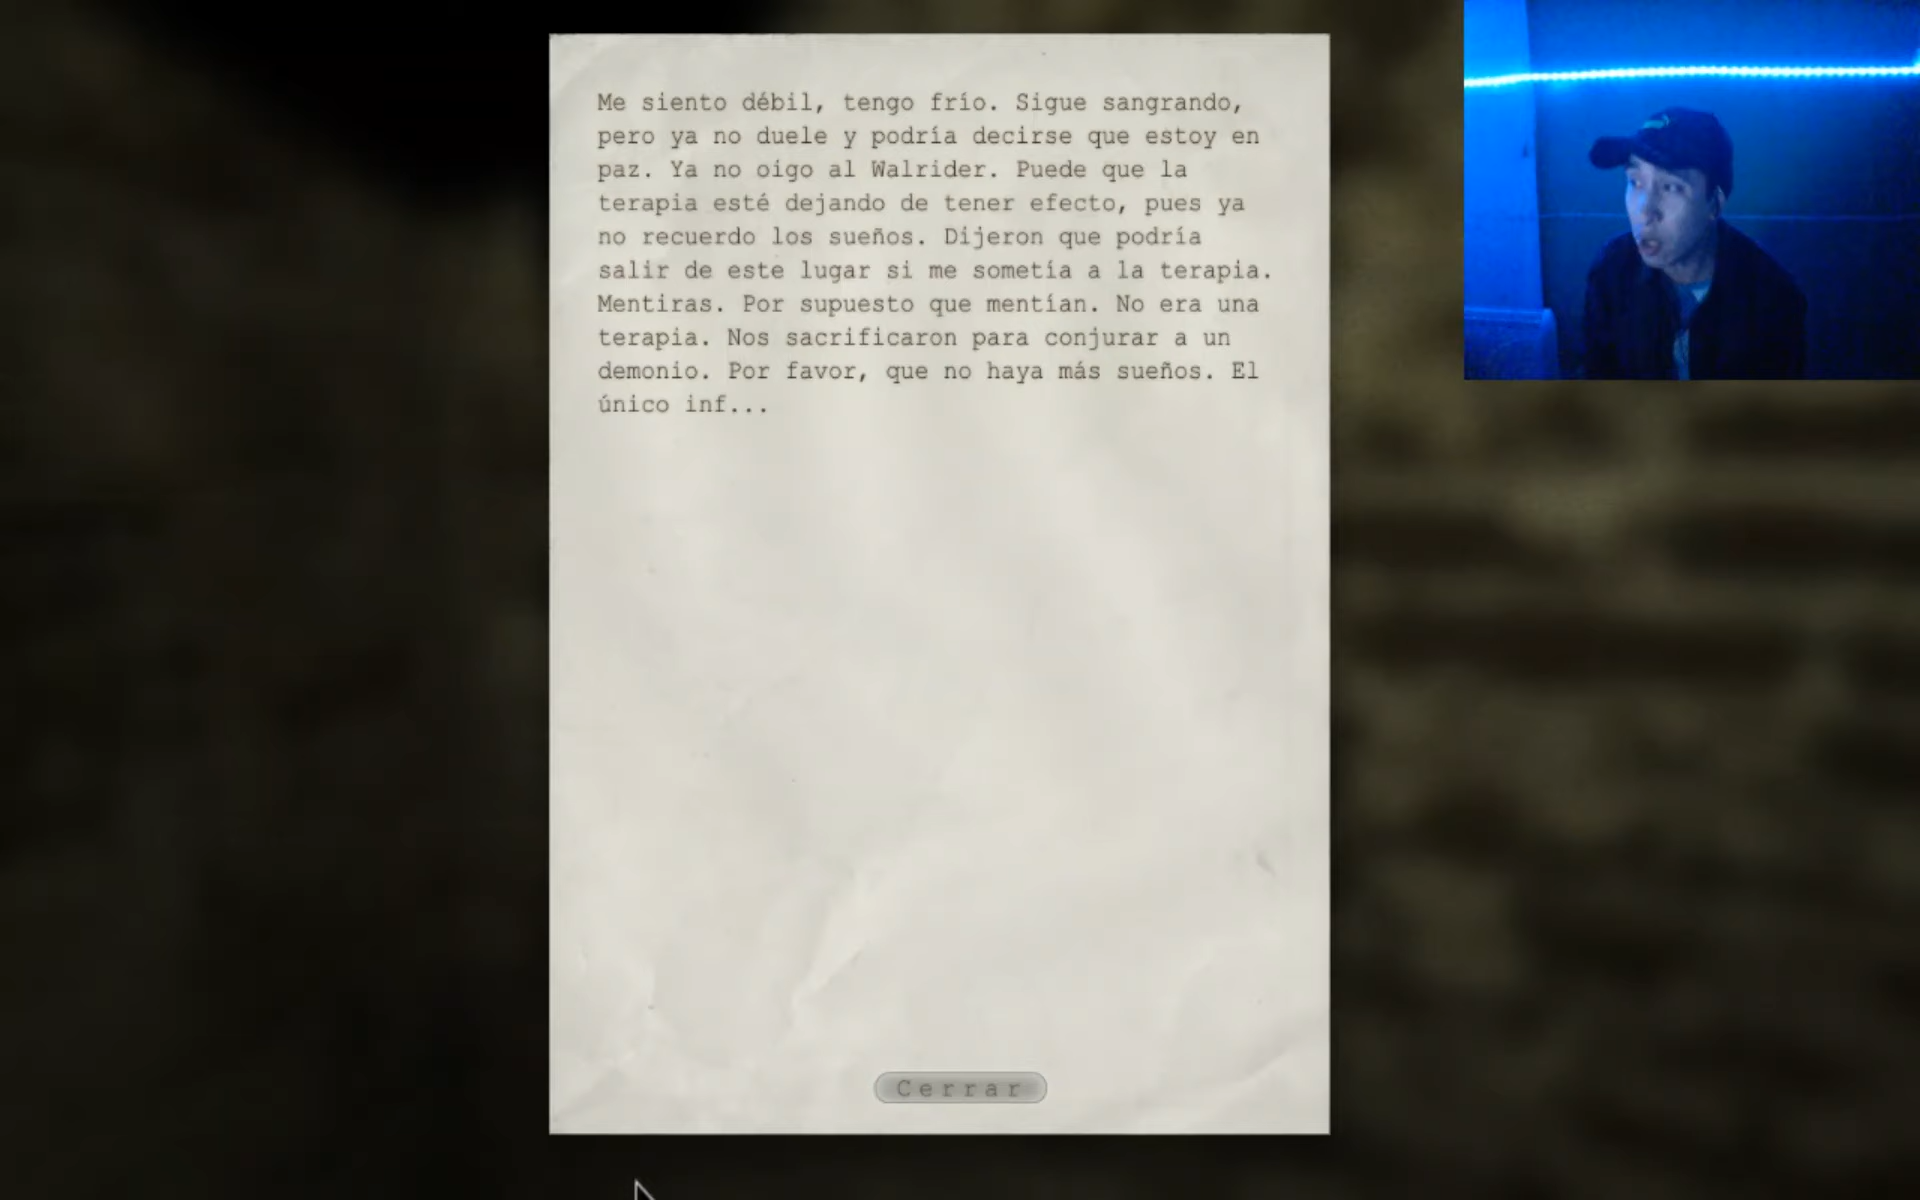 Me siento débil, tengo frío. Sigue sangrando,
pero ya no duele y podría decirse que estoy en
paz. Ya no oigo al Walrider. Puede que la
terapia esté dejando de tener efecto, pues ya
no recuerdo los sueños. Dijeron que podría
salir de este lugar si me sometía a la terapia.
Mentiras. Por supuesto que mentían. No era una
terapia. Nos sacrificaron para conjurar a un
demonio. Por favor, que no haya más sueños. El
único inf...
Cerrar